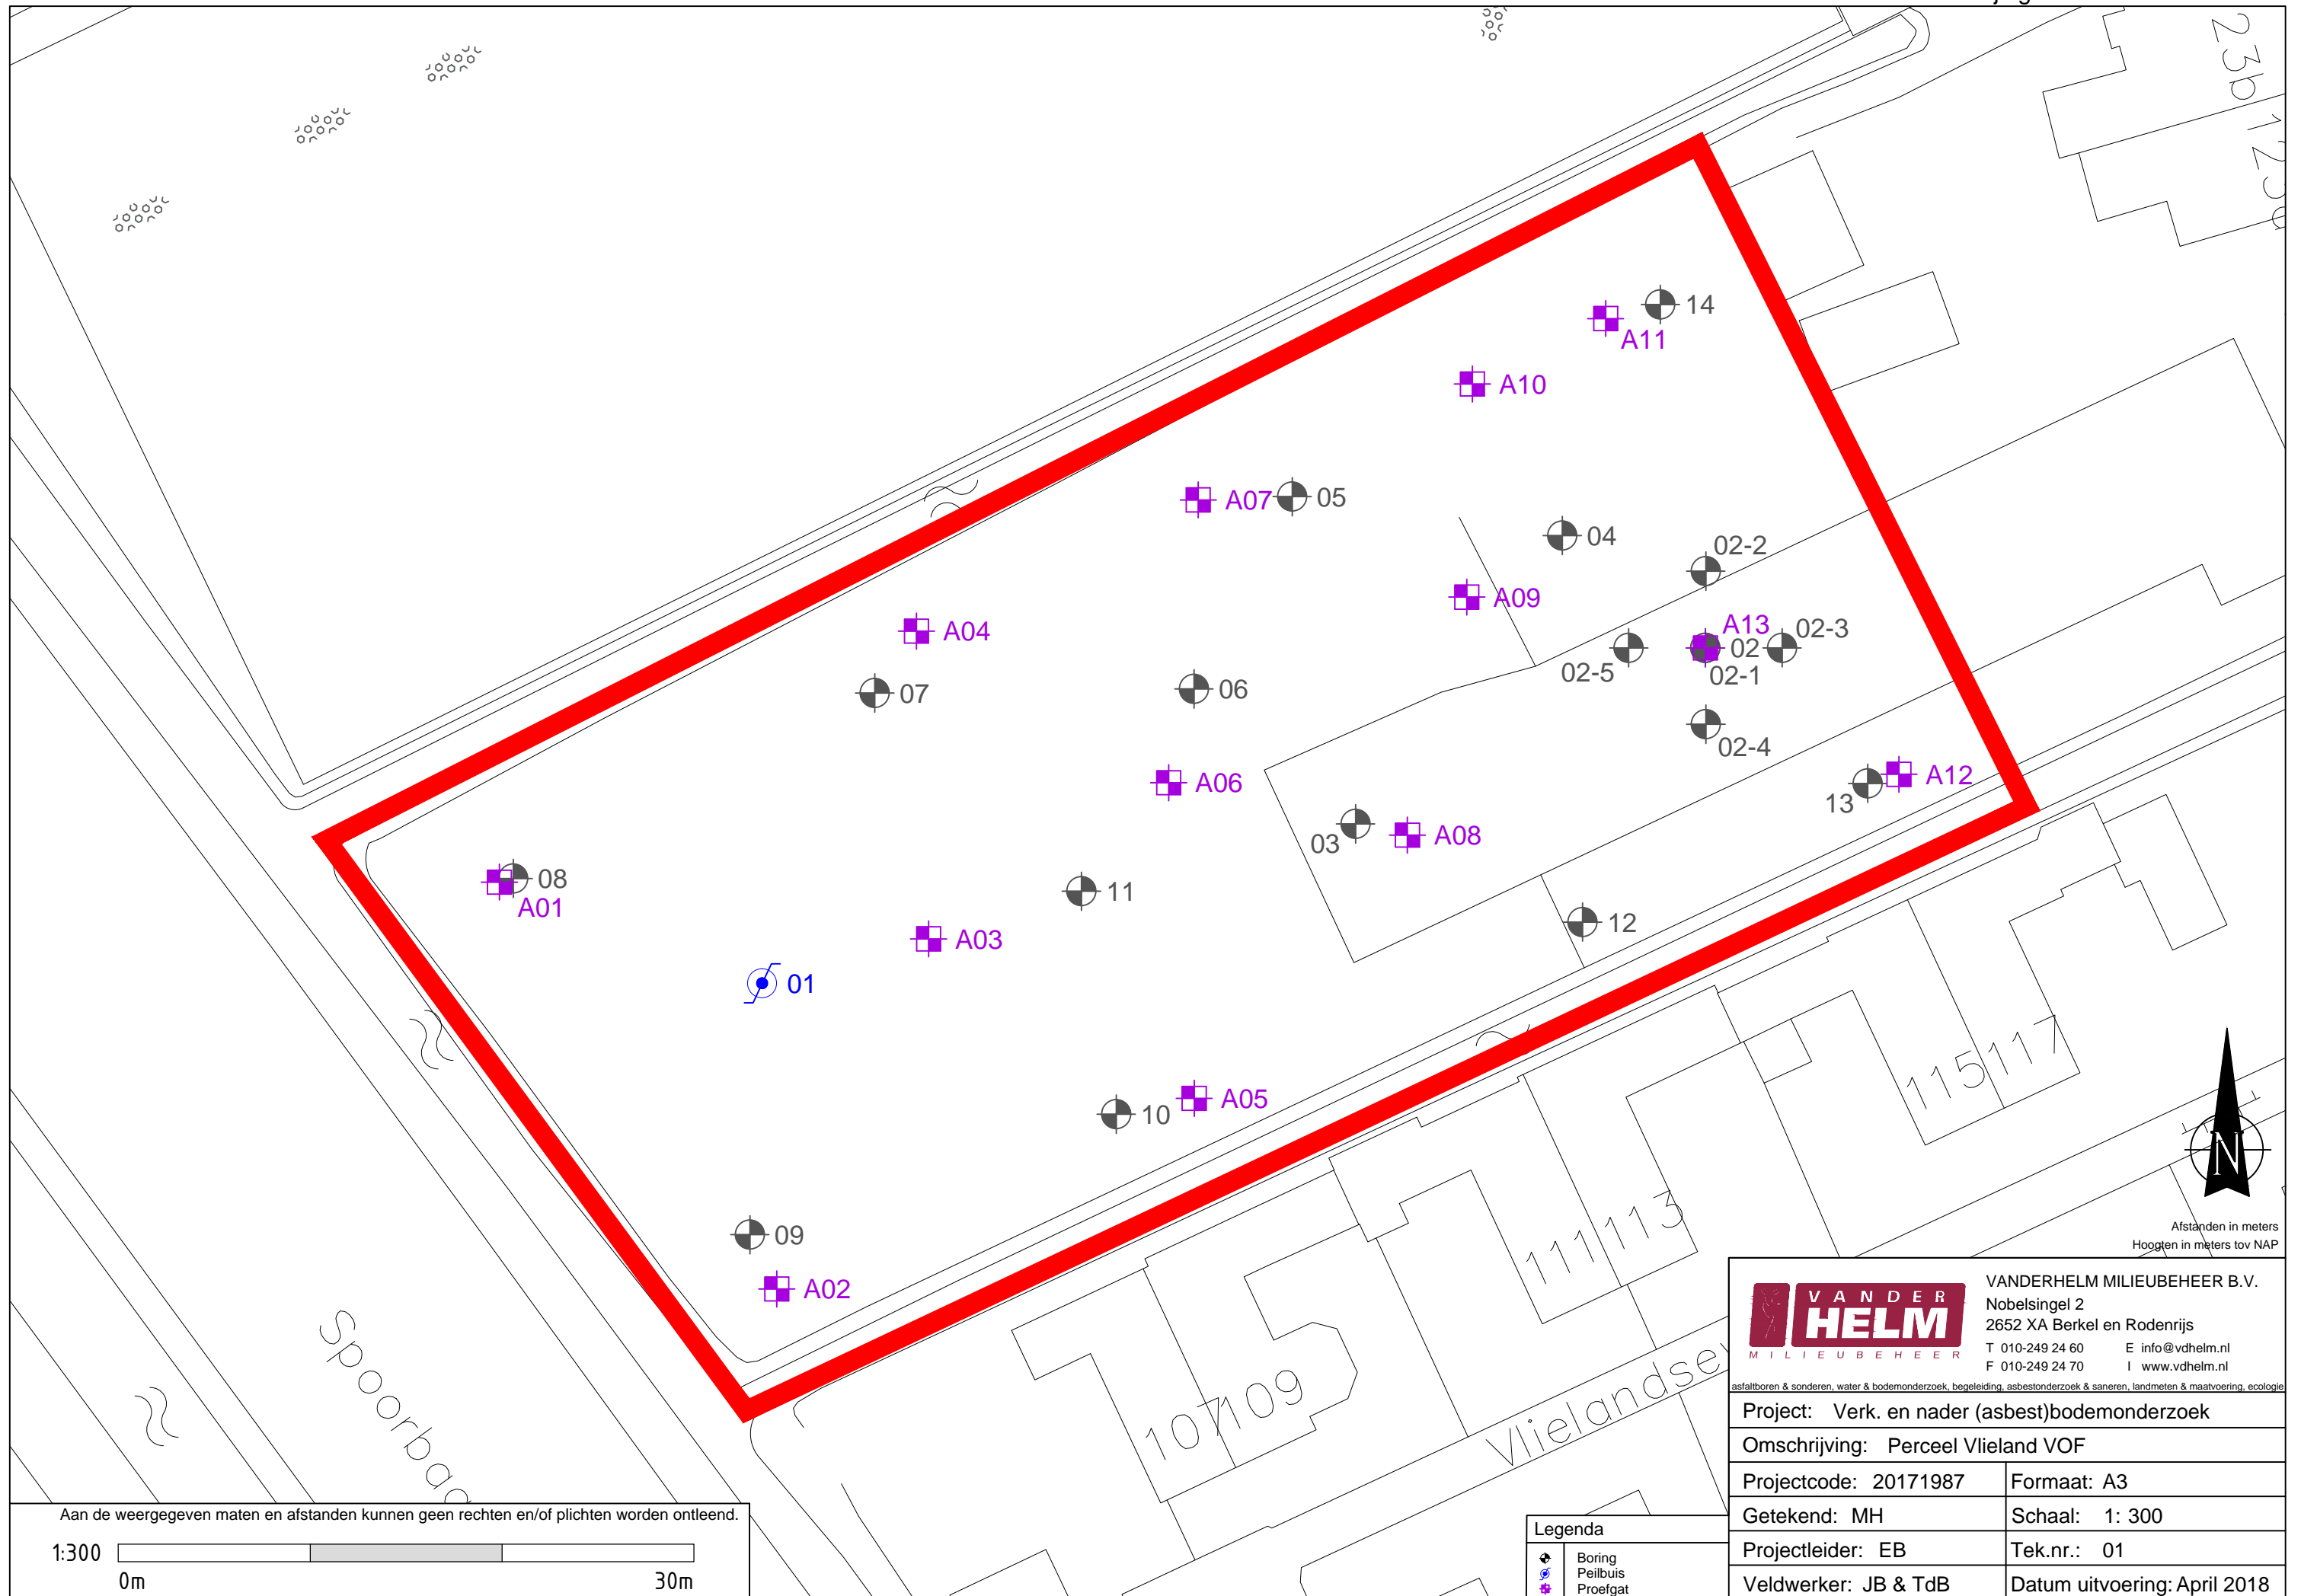 14
A11
A10
A07
05
04
02-2
A09
A13
02-3
02
02-5
02-1
A04
07
06
02-4
A06
A12
13
03
A08
08
A01
11
12
A03
01
10
A05
09
A02
115 117
111 113
107 109
N
Afstanden in meters
Hoogten in meters tov NAP
VANDER
HELM
MILIEUBEHEER
VANDERHELM MILIEUBEHEER B.V.
Nobelsingel 2
2652 XA Berkel en Rodenrijs
T 010-249 24 60 E info@vdhelm.nl
F 010-249 24 70 I www.vdhelm.nl
asfaltboren & sonderen, water & bodemonderzoek, begeleiding, asbestonderzoek & saneren, landmeten & maatvoering, ecologie
Project: Verk. en nader (asbest)bodemonderzoek
Omschrijving: Perceel Vlieland VOF
Projectcode: 20171987 Formaat: A3
Getekend: MH Schaal: 1: 300
Projectleider: EB Tek.nr.: 01
Veldwerker: JB & TdB Datum uitvoering: April 2018
Legenda
Boring
Peilbuis
Proefgat
Aan de weergegeven maten en afstanden kunnen geen rechten en/of plichten worden ontleend.
1:300
0m 30m